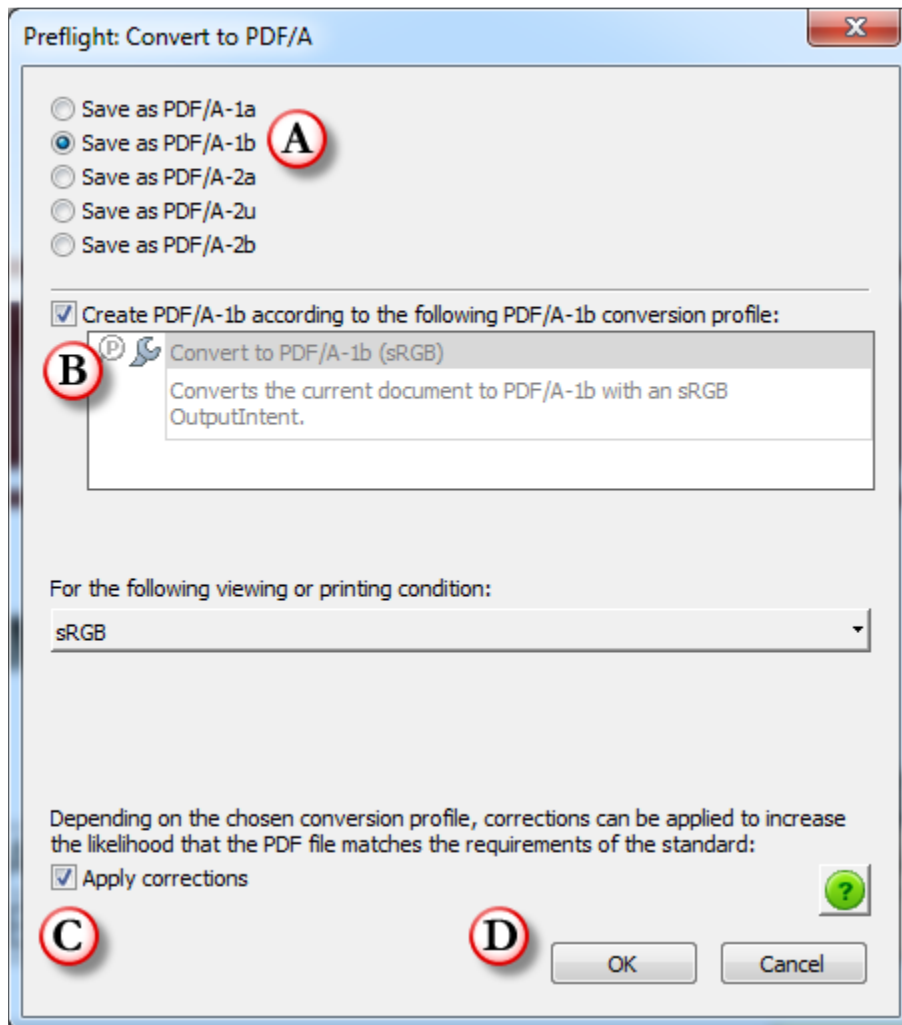 Preflight: Convert to PDF/A
Save as PDF/A-1a
Save as PDF/A-1b
A
Save as PDF/A-2a
Save as PDF/A-2u
Save as PDF/A-2b
Create PDF/A-1b according to the following PDF/A-1b conversion profile:
B
P
Convert to PDF/A-1b (sRGB)
Converts the current document to PDF/A-1b with an sRGB
OutputIntent.
For the following viewing or printing condition:
sRGB
Depending on the chosen conversion profile, corrections can be applied to increase
the likelihood that the PDF file matches the requirements of the standard:
Apply corrections
?
C
D
OK
Cancel